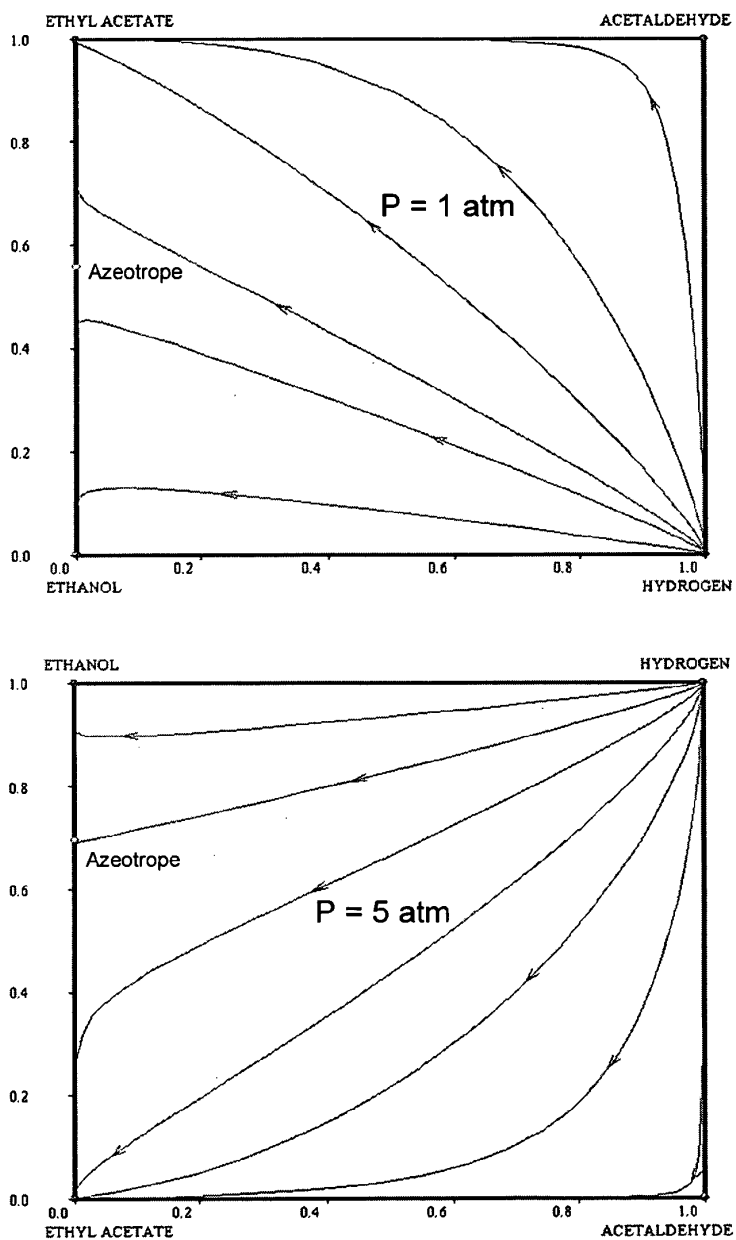 ETHYL ACETATE ACETALDEHYDE
1.0
0.8
P = 1 atm
0.6
Azeotrope
0.4
0.2
0.0
0.0 0.2 0.4 0.6 0.8 1.0
ETHANOL HYDROGEN
ETHANOL HYDROGEN
1.0
0.8
Azeotrope
0.6
P = 5 atm
0.4
0.2
0.0
0.0 0.2 0.4 0.6 0.8 1.0
ETHYL ACETATE ACETALDEHYDE